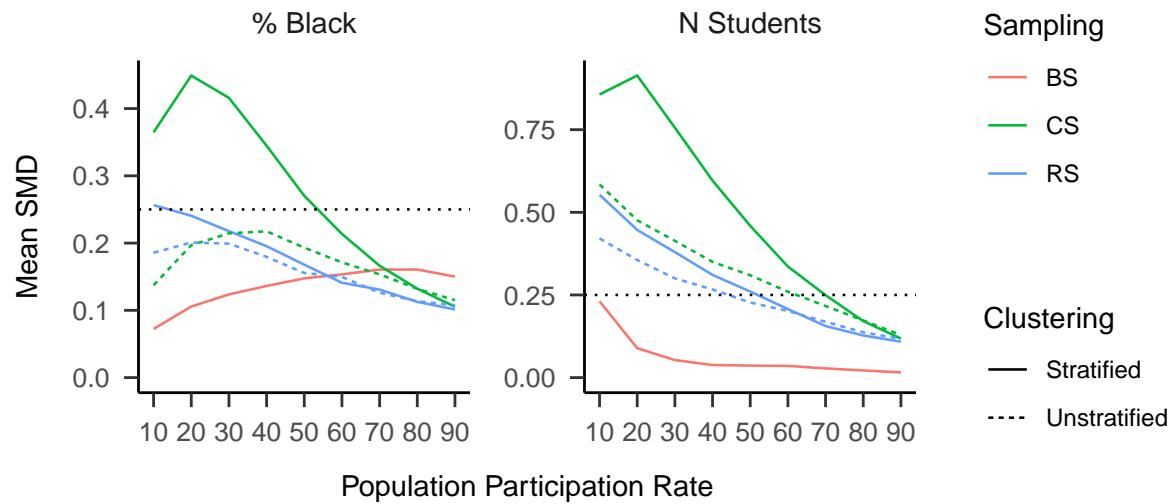 % Black
N Students
Sampling
BS
CS
RS
Clustering
Stratified
Unstratified
Mean SMD
0.4
0.3
0.2
0.1
0.0
10 20 30 40 50 60 70 80 90
0.75
0.50
0.25
0.00
10 20 30 40 50 60 70 80 90
Population Participation Rate